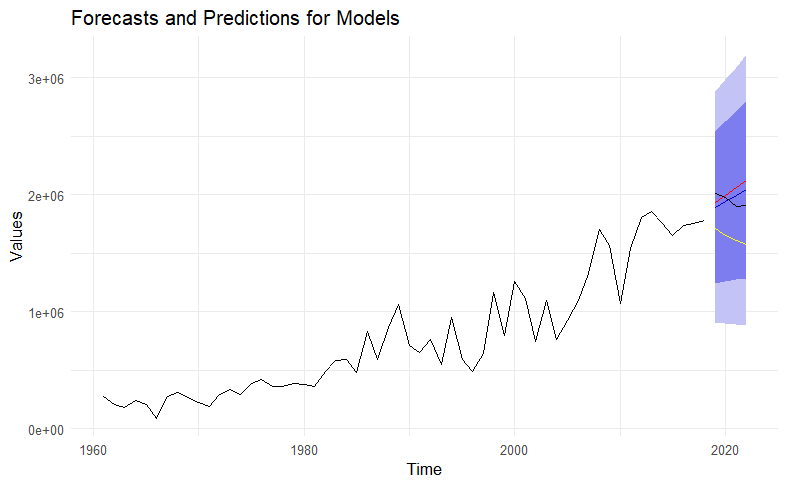 Forecasts and Predictions for Models
3e+06
2e+06
1e+06
0e+00
Values
1960
1980
2000
2020
Time